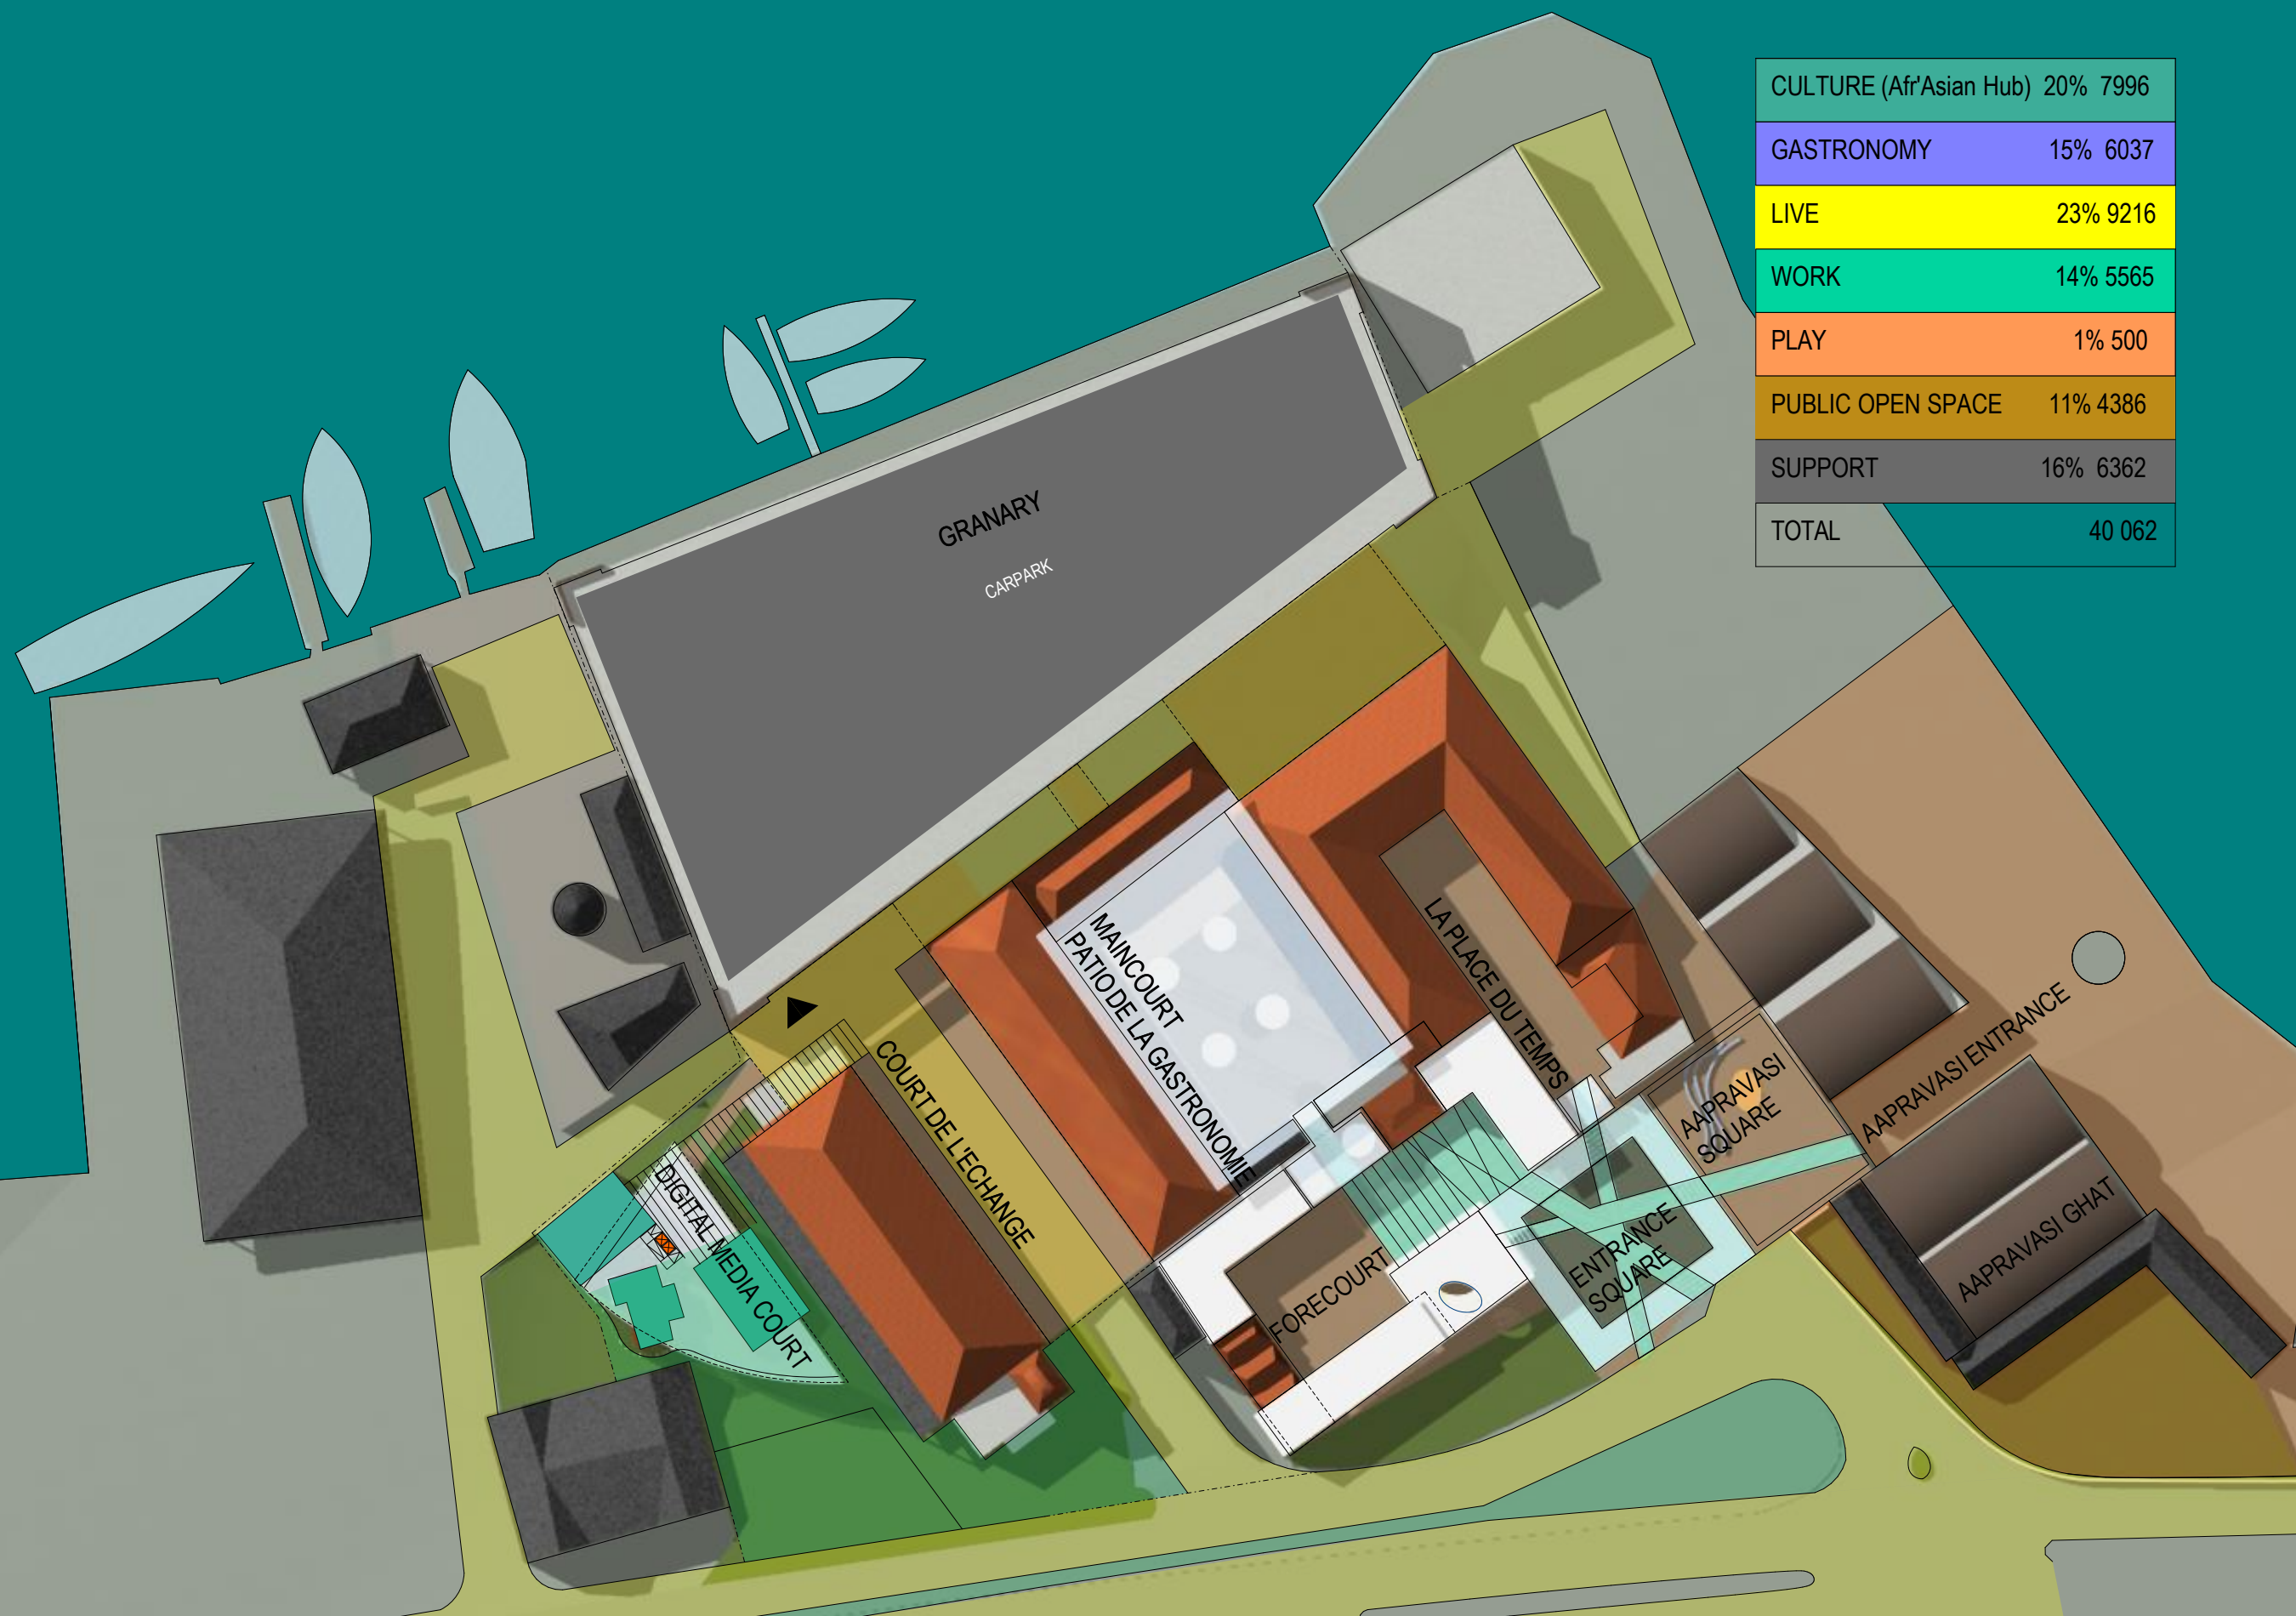 CULTURE (Afr'Asian Hub) 20% 7996
GASTRONOMY 15% 6037
LIVE 23% 9216
WORK 14% 5565
PLAY 1% 500
PUBLIC OPEN SPACE 11% 4386
SUPPORT 16% 6362
TOTAL 40 062
GRANARY
CARPARK
MAINCOURT
PATIO DE LA GASTRONOMIE
LA PLACE DU TEMPS
COURT DE L'ECHANGE
DIGITAL MEDIA COURT
FORECOURT
ENTRANCE
SQUARE
AAPRAVASI
SQUARE
AAPRAVASI ENTRANCE
AAPRAVASI GHAT